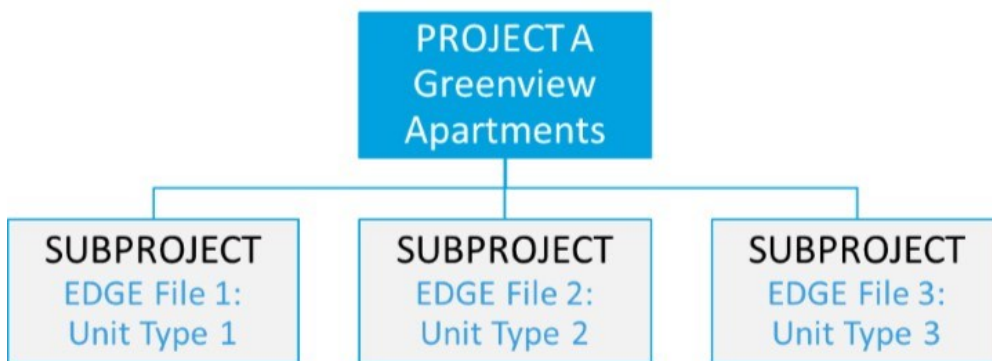 PROJECT A
Greenview
Apartments
SUBPROJECT
EDGE File 1:
Unit Type 1
SUBPROJECT
EDGE File 2:
Unit Type 2
SUBPROJECT
EDGE File 3:
Unit Type 3